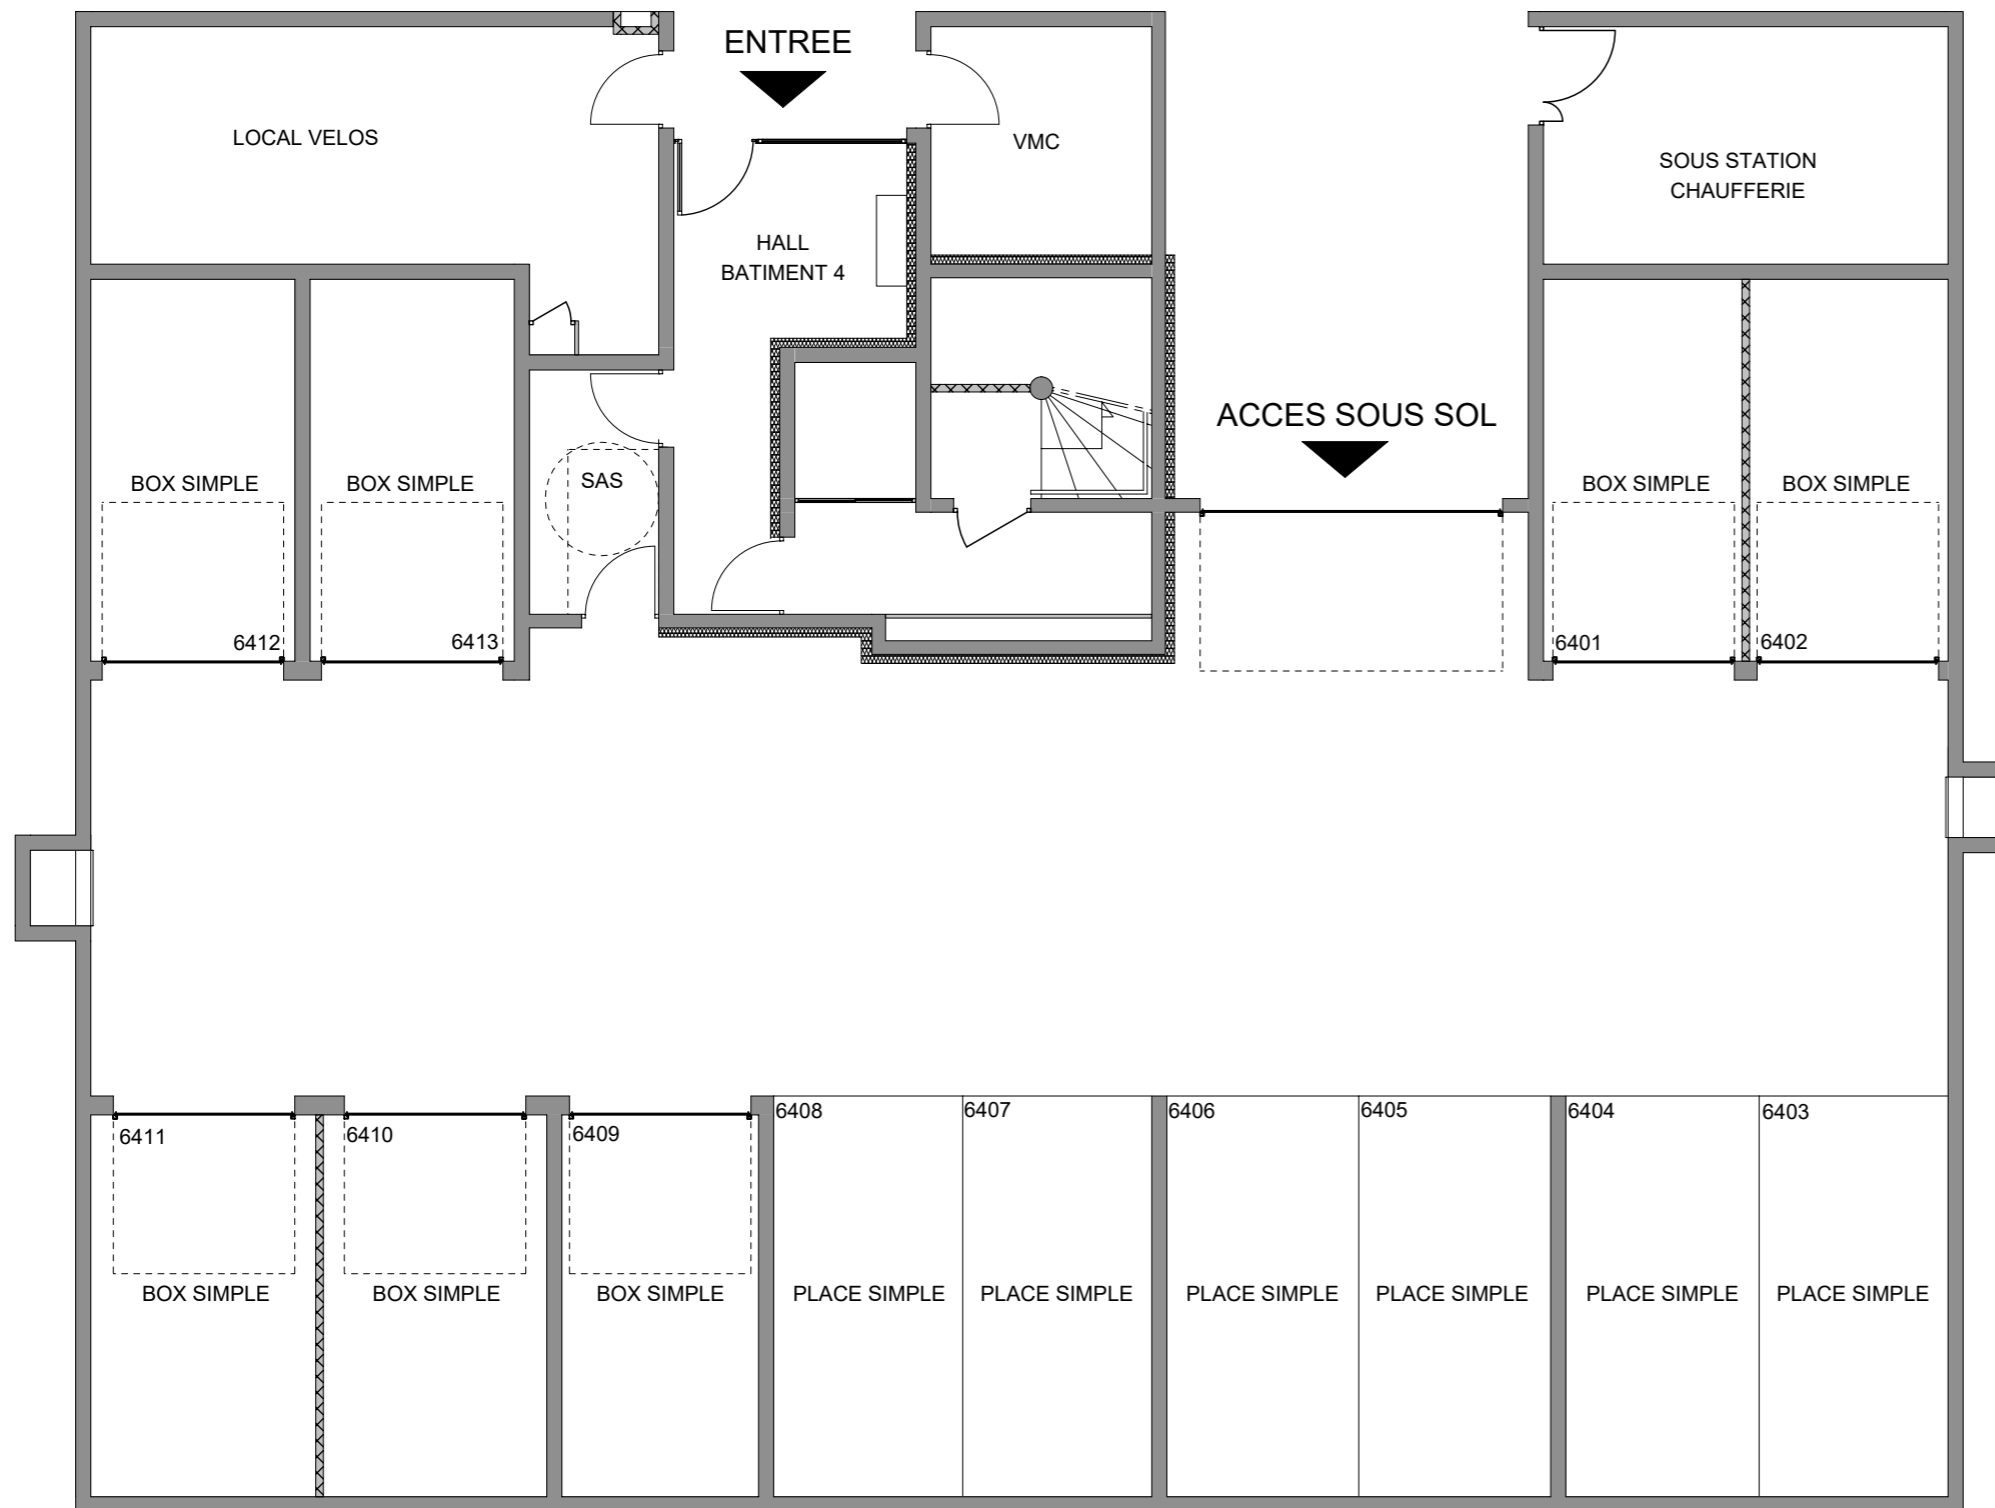 ENTREE
LOCAL VELOS
VMC
SOUS STATION
CHAUFFERIE
HALL
BATIMENT 4
ACCES SOUS SOL
BOX SIMPLE
BOX SIMPLE
SAS
BOX SIMPLE
BOX SIMPLE
6412
6413
6401
6402
6411
6410
6409
6408
6407
6406
6405
6404
6403
BOX SIMPLE
BOX SIMPLE
BOX SIMPLE
PLACE SIMPLE
PLACE SIMPLE
PLACE SIMPLE
PLACE SIMPLE
PLACE SIMPLE
PLACE SIMPLE